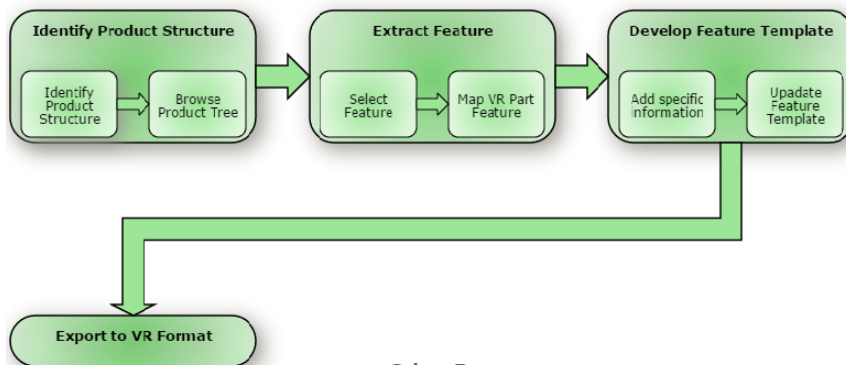 Identify Product Structure
Identify
Product
Structure
Browse
Product Tree
Extract Feature
Select
Feature
Map VR Part
Feature
Develop Feature Template
Add specific
Information
Upadate
Feature
Template
Export to VR Format